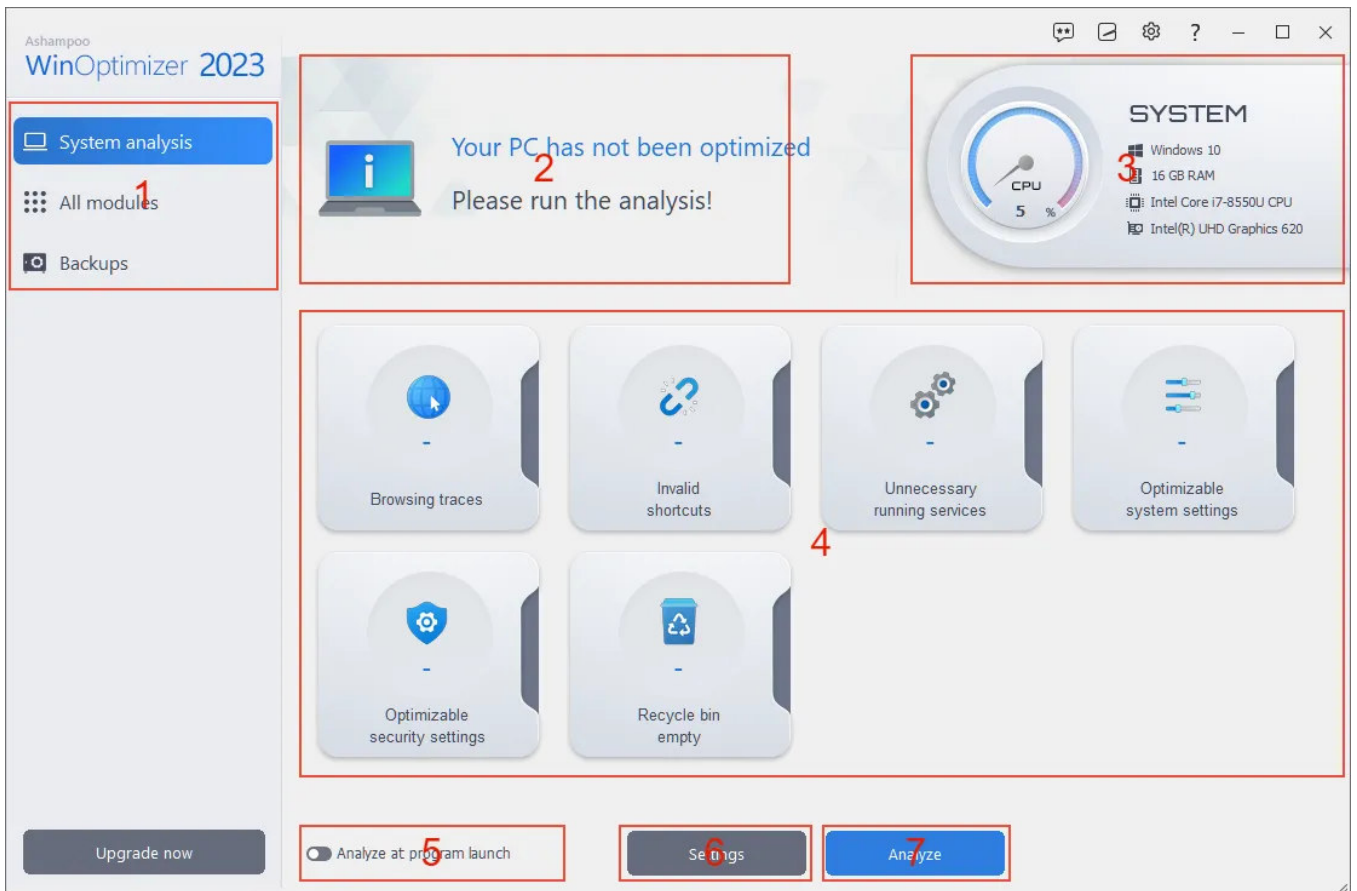 Ashampoo
WinOptimizer 2023
?
System analysis
All modules
Backups
1
Your PC has not been optimized
Please run the analysis!
2
CPU
5 %
SYSTEM
Windows 10
16 GB RAM
Intel Core i7-8550U CPU
Intel(R) UHD Graphics 620
3
-
Browsing traces
-
Invalid
shortcuts
-
Unnecessary
running services
-
Optimizable
system settings
4
-
Optimizable
security settings
-
Recycle bin
empty
Upgrade now
Analyze at program launch
5
Settings
6
Analyze
7